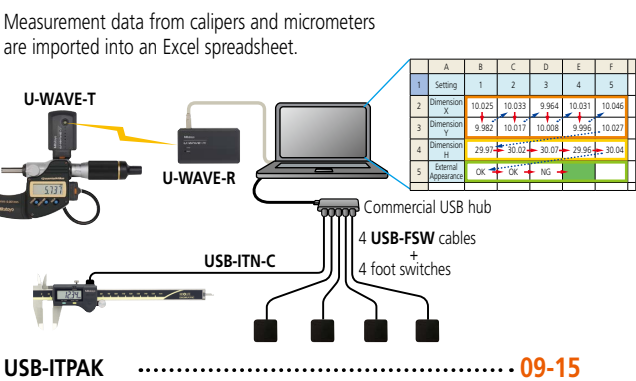 Measurement data from calipers and micrometers
are imported into an Excel spreadsheet.
U-WAVE-T
U-WAVE-R
A B C D E F
1 Setting 1 2 3 4 5
2 Dimension X 10.025 10.033 9.964 10.031 10.046
3 Dimension Y 9.982 10.017 10.008 9.996 10.027
4 Dimension H 29.97 30.02 30.07 29.96 30.04
5 External Appearance OK OK NG
Commercial USB hub
4 USB-FSW cables
+
4 foot switches
USB-ITN-C
USB-ITPAK ........................................................ 09-15